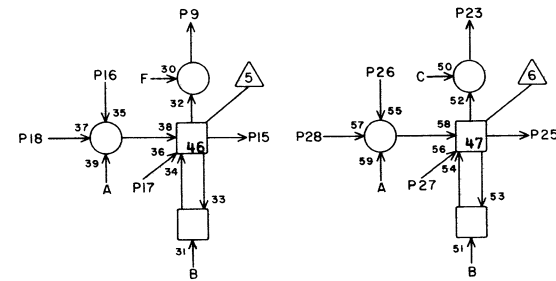 P9 P23
F 30 5 C 50 6
P16 32 P26 52
37 35 38 57 55 58
P18 46 P15 P28 47 P25
39 36 59 56
34 54
A P17 33 A P27 53
31 51
B B